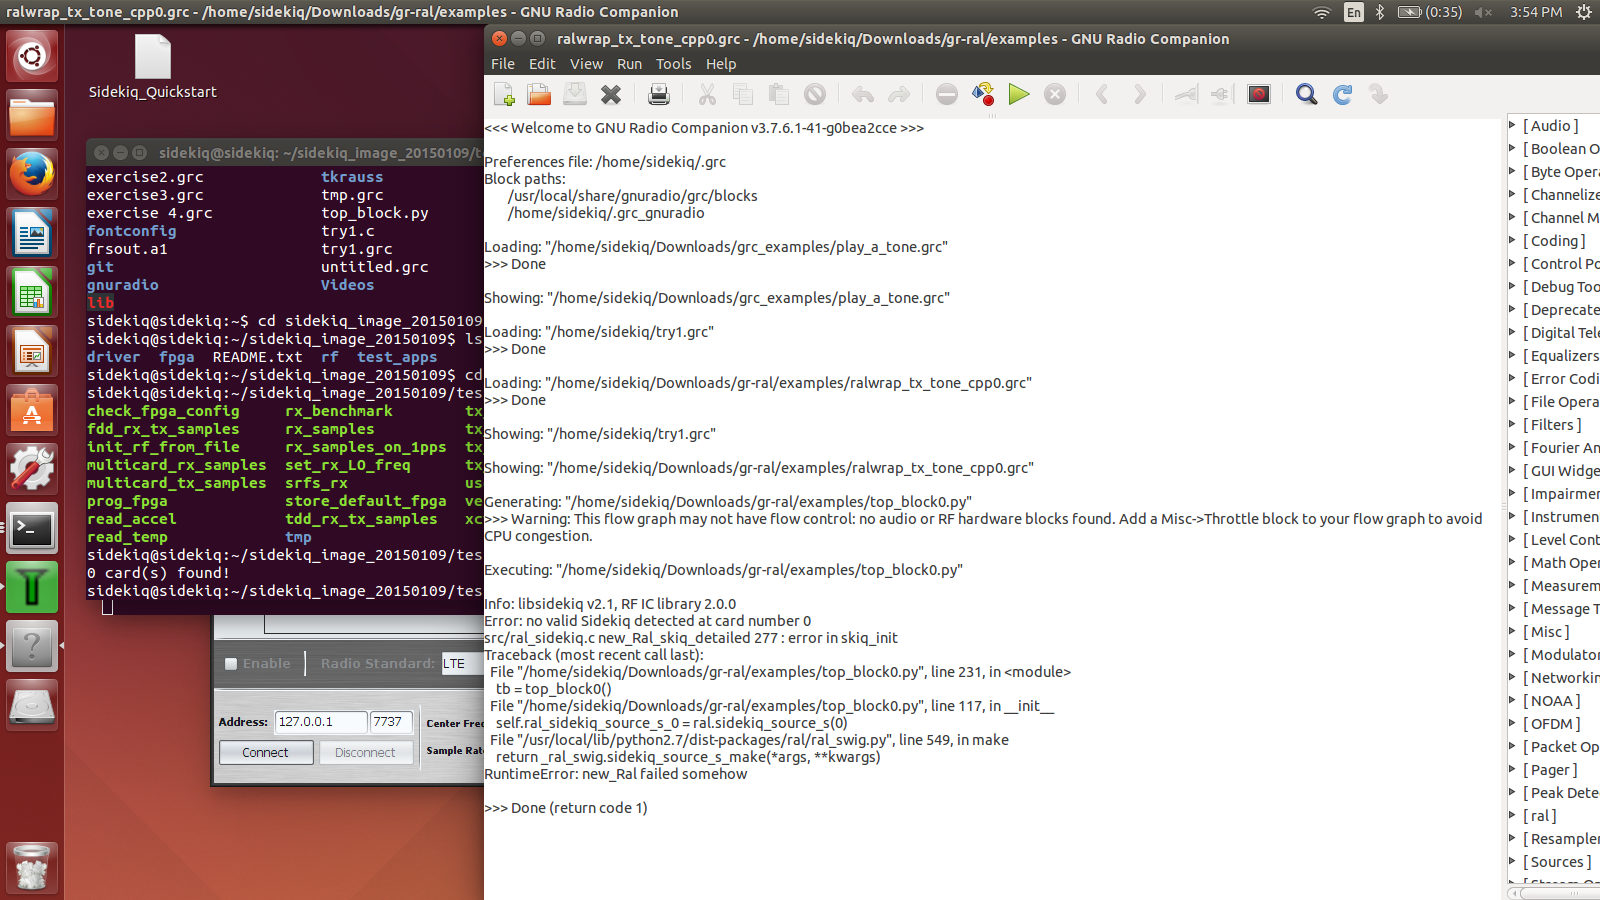 ralwrap_tx_tone_cpp0.grc - /home/sidekiq/Downloads/gr-ral/examples - GNU Radio Companion
En
(0:35)
3:54 PM
Sidekiq_Quickstart
sidekiq@sidekiq: ~/sidekiq_image_20150109/t
exercise2.grc tkrauss
exercise3.grc tmp.grc
exercise 4.grc top_block.py
fontconfig try1.c
frsout.a1 try1.grc
git untitled.grc
gnuradio Videos
lib
sidekiq@sidekiq:~$ cd sidekiq_image_20150109
sidekiq@sidekiq:~/sidekiq_image_20150109$ ls
driver fpga README.txt rf test_apps
sidekiq@sidekiq:~/sidekiq_image_20150109$ cd
sidekiq@sidekiq:~/sidekiq_image_20150109/tes
check_fpga_config rx_benchmark tx
fdd_rx_tx_samples rx_samples tx
init_rf_from_file rx_samples_on_1pps tx
multicard_rx_samples set_rx_LO_freq tx
multicard_tx_samples srfs_rx us
prog_fpga store_default_fpga ve
read_accel tdd_rx_tx_samples xc
read_temp tmp
sidekiq@sidekiq:~/sidekiq_image_20150109/tes
0 card(s) found!
sidekiq@sidekiq:~/sidekiq_image_20150109/tes
Enable Radio Standard: LTE
Address: 127.0.0.1 7737 Center Freq
Connect Disconnect Sample Rat
ralwrap_tx_tone_cpp0.grc - /home/sidekiq/Downloads/gr-ral/examples - GNU Radio Companion
File Edit View Run Tools Help
<<< Welcome to GNU Radio Companion v3.7.6.1-41-g0bea2cce >>>
Preferences file: /home/sidekiq/.grc
Block paths:
/usr/local/share/gnuradio/grc/blocks
/home/sidekiq/.grc_gnuradio
Loading: "/home/sidekiq/Downloads/grc_examples/play_a_tone.grc"
>>> Done
Showing: "/home/sidekiq/Downloads/grc_examples/play_a_tone.grc"
Loading: "/home/sidekiq/try1.grc"
>>> Done
Loading: "/home/sidekiq/Downloads/gr-ral/examples/ralwrap_tx_tone_cpp0.grc"
>>> Done
Showing: "/home/sidekiq/try1.grc"
Showing: "/home/sidekiq/Downloads/gr-ral/examples/ralwrap_tx_tone_cpp0.grc"
Generating: "/home/sidekiq/Downloads/gr-ral/examples/top_block0.py"
>>> Warning: This flow graph may not have flow control: no audio or RF hardware blocks found. Add a Misc->Throttle block to your flow graph to avoid
CPU congestion.
Executing: "/home/sidekiq/Downloads/gr-ral/examples/top_block0.py"
Info: libsidekiq v2.1, RF IC library 2.0.0
Error: no valid Sidekiq detected at card number 0
src/ral_sidekiq.c new_Ral_skiq_detailed 277 : error in skiq_init
Traceback (most recent call last):
File "/home/sidekiq/Downloads/gr-ral/examples/top_block0.py", line 231, in <module>
tb = top_block0()
File "/home/sidekiq/Downloads/gr-ral/examples/top_block0.py", line 117, in __init__
self.ral_sidekiq_source_s_0 = ral.sidekiq_source_s(0)
File "/usr/local/lib/python2.7/dist-packages/ral/ral_swig.py", line 549, in make
return _ral_swig.sidekiq_source_s_make(*args, **kwargs)
RuntimeError: new_Ral failed somehow
>>> Done (return code 1)
[ Audio ]
[ Boolean O
[ Byte Opera
[ Channelize
[ Channel M
[ Coding ]
[ Control Po
[ Debug Too
[ Deprecate
[ Digital Tele
[ Equalizers
[ Error Codi
[ File Opera
[ Filters ]
[ Fourier An
[ GUI Widge
[ Impairmen
[ Instrumen
[ Level Cont
[ Math Oper
[ Measurem
[ Message T
[ Misc ]
[ Modulator
[ Networkin
[ NOAA ]
[ OFDM ]
[ Packet Op
[ Pager ]
[ Peak Dete
[ ral ]
[ Resampler
[ Sources ]